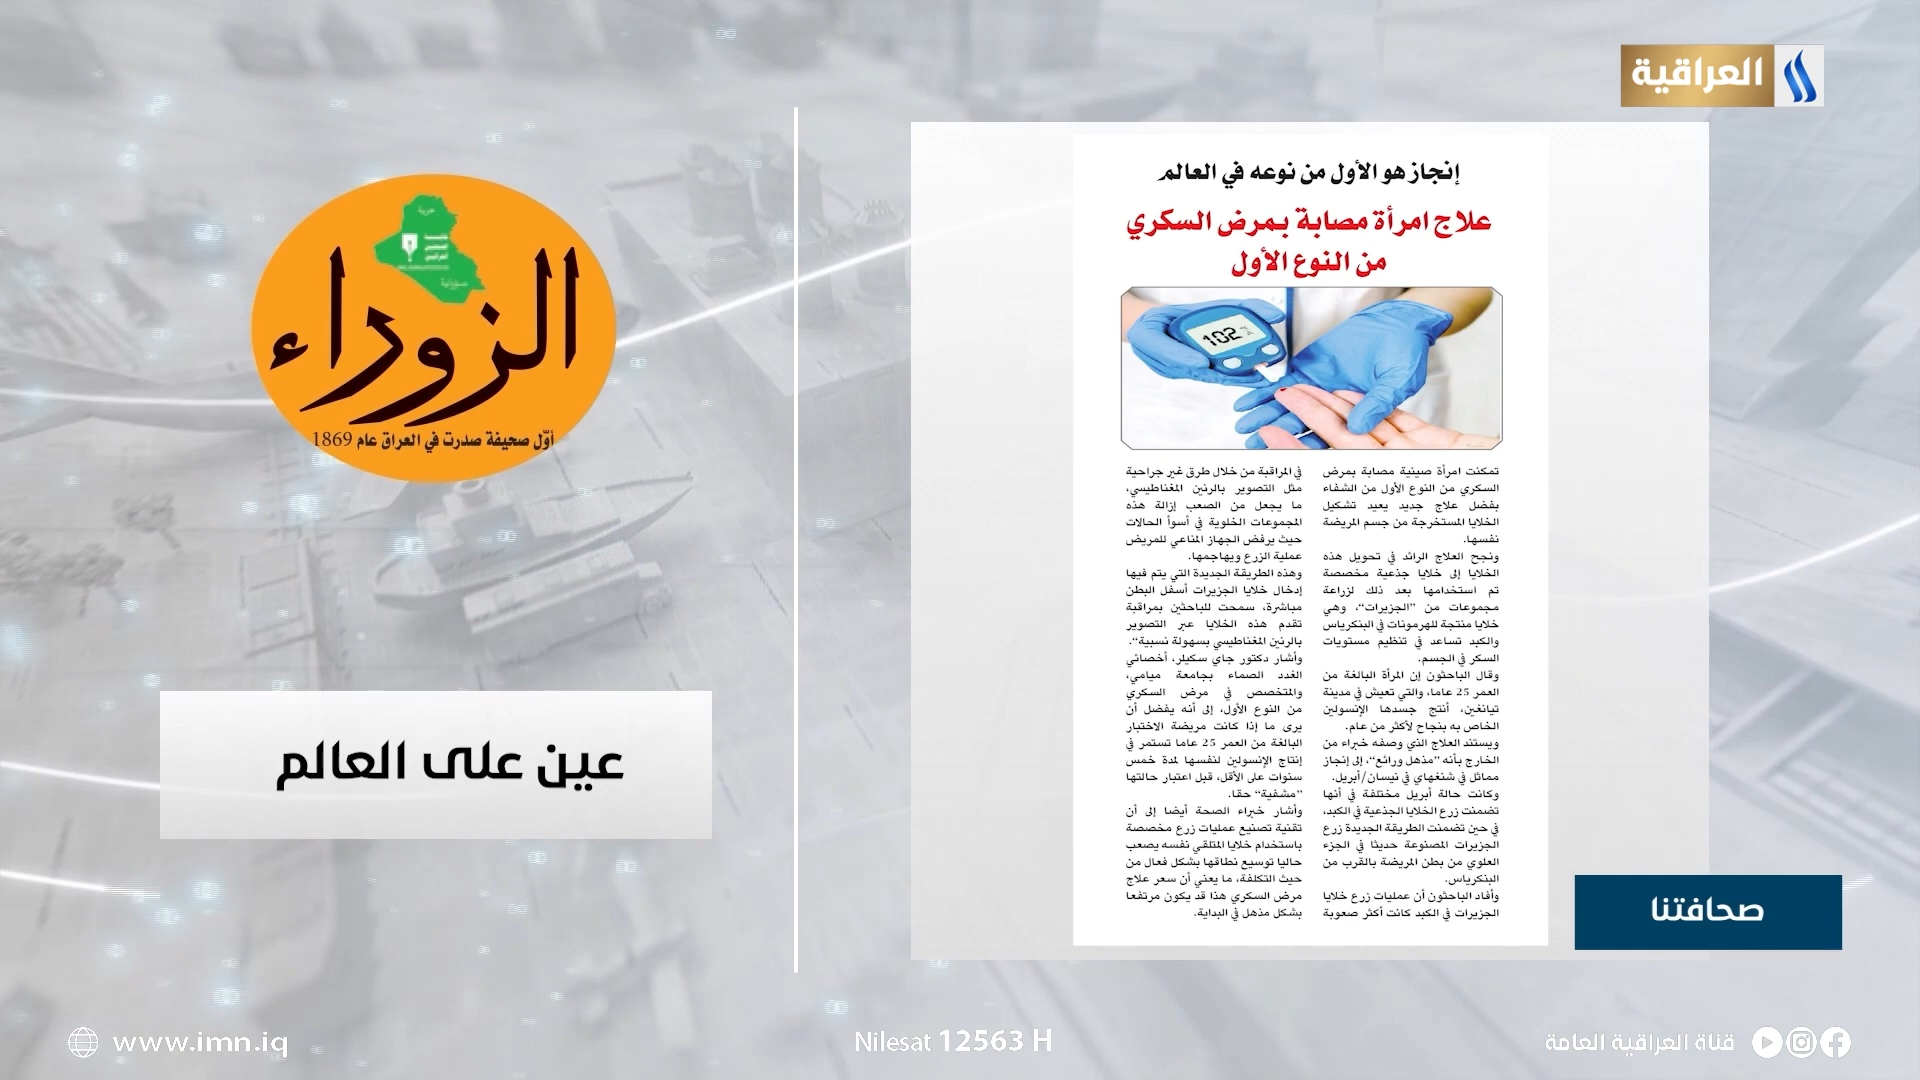 العراقية
إنجاز هو الأول من نوعه في العالم
علاج امرأة مصابة بمرض السكري
من النوع الأول
102
تمكنت امرأة صينية مصابة بمرض
السكري من النوع الأول من الشفاء
بفضل علاج جديد يعيد تشكيل
الخلايا المستخرجة من جسم المريضة
نفسها.
ونجح العلاج الرائد في تحويل هذه
الخلايا إلى خلايا جذعية مخصصة
تم استخدامها بعد ذلك لزراعة
مجموعات من “الجزيرات“، وهي
خلايا منتجة للهرمونات في البنكرياس
والكبد تساعد في تنظيم مستويات
السكر في الجسم.
وقال الباحثون إن المرأة البالغة من
العمر 25 عاما، والتي تعيش في مدينة
تيانغين، أنتج جسدها الإنسولين
الخاص به بنجاح لأكثر من عام.
ويستند العلاج الذي وصفه خبراء من
الخارج بأنه “مذهل ورائع“، إلى إنجاز
مماثل في شنغهاي في نيسان/أبريل.
وكانت حالة أبريل مختلفة في أنها
تضمنت زرع الخلايا الجذعية في الكبد،
في حين تضمنت الطريقة الجديدة زرع
الجزيرات المصنوعة حديثا في الجزء
العلوي من بطن المريضة بالقرب من
البنكرياس.
وأفاد الباحثون أن عمليات زرع خلايا
الجزيرات في الكبد كانت أكثر صعوبة
في المراقبة من خلال طرق غير جراحية
مثل التصوير بالرنين المغناطيسي،
ما يجعل من الصعب إزالة هذه
المجموعات الخلوية في أسوأ الحالات
حيث يرفض الجهاز المناعي للمريض
عملية الزرع ويهاجمها.
وهذه الطريقة الجديدة التي يتم فيها
إدخال خلايا الجزيرات أسفل البطن
مباشرة، سمحت للباحثين بمراقبة
تقدم هذه الخلايا عبر التصوير
بالرنين المغناطيسي بسهولة نسبية“.
وأشار دكتور جاي سكيلر، أخصائي
الغدد الصماء بجامعة ميامي،
والمتخصص في مرض السكري
من النوع الأول، إلى أنه يفضل أن
يرى ما إذا كانت مريضة الاختبار
البالغة من العمر 25 عاما تستمر في
إنتاج الإنسولين لنفسها لمدة خمس
سنوات على الأقل، قبل اعتبار حالتها
“مشفية“ حقا.
وأشار خبراء الصحة أيضا إلى أن
تقنية تصنيع عمليات زرع مخصصة
باستخدام خلايا المتلقي نفسه يصعب
حاليا توسيع نطاقها بشكل فعال من
حيث التكلفة، ما يعني أن سعر علاج
مرض السكري هذا قد يكون مرتفعا
بشكل مذهل في البداية.
حرية
مسؤولية
الزوراء
أوّل صحيفة صدرت في العراق عام 1869
عين على العالم
صحافتنا
قناة العراقية العامة
Nilesat 12563 H
www.imn.iq